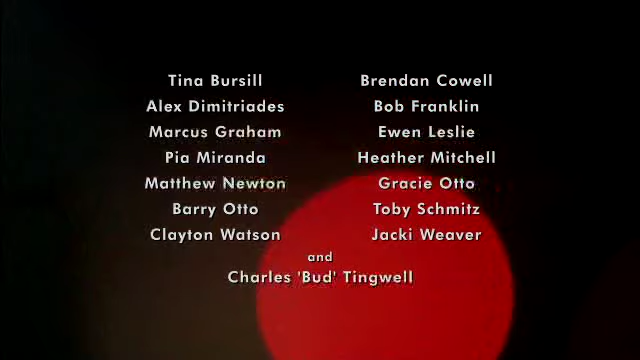 Tina Bursill Brendan Cowell
Alex Dimitriades Bob Franklin
Marcus Graham Ewen Leslie
Pia Miranda Heather Mitchell
Matthew Newton Gracie Otto
Barry Otto Toby Schmitz
Clayton Watson Jacki Weaver
and
Charles 'Bud' Tingwell